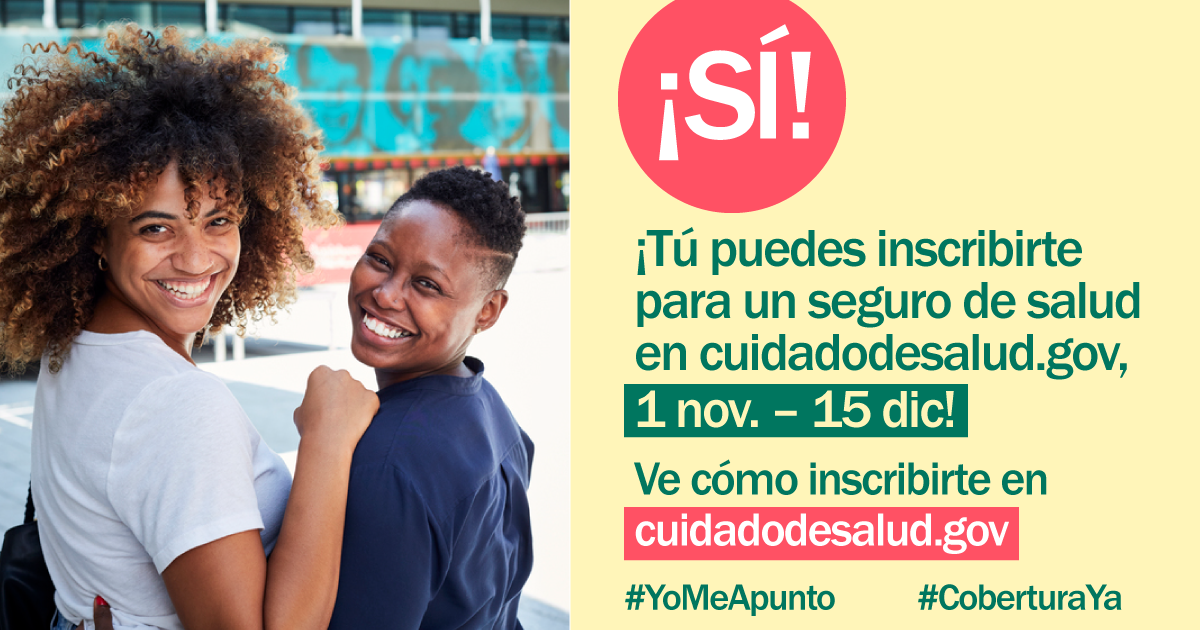 ¡SÍ!
¡Tú puedes inscribirte
para un seguro de salud
en cuidadodesalud.gov,
1 nov. – 15 dic!
Ve cómo inscribirte en
cuidadodesalud.gov
#YoMeApunto #CoberturaYa